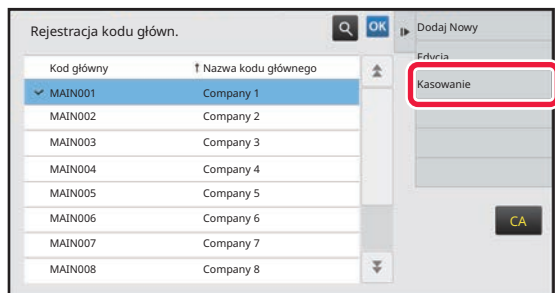 Rejestracja kodu główn.
OK
Dodaj Nowy
Edycja
Kasowanie
Kod główny Nazwa kodu głównego
MAIN001 Company 1
MAIN002 Company 2
MAIN003 Company 3
MAIN004 Company 4
MAIN005 Company 5
MAIN006 Company 6
MAIN007 Company 7
MAIN008 Company 8
CA